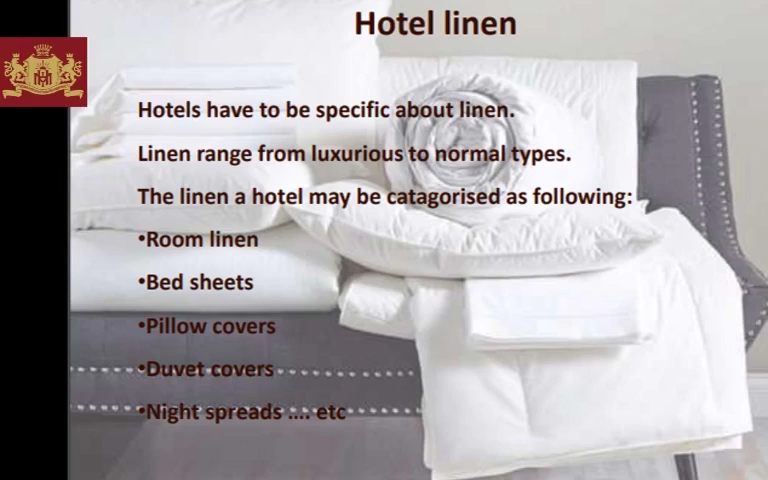 Hotel linen
Hotels have to be specific about linen.
Linen range from luxurious to normal types.
The linen a hotel may be catagorised as following:
•Room linen
•Bed sheets
•Pillow covers
•Duvet covers
•Night spreads .... etc